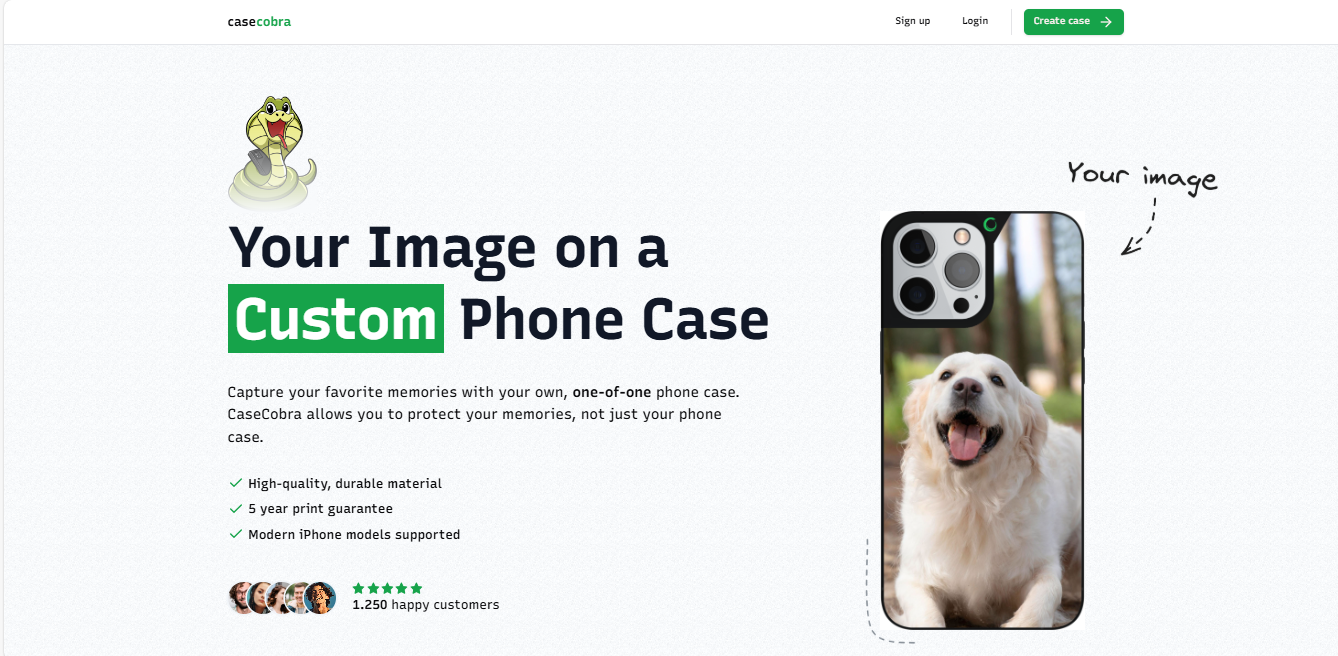 casecobra
Sign up
Login
Create case
Your image
Your Image on a
Custom Phone Case
Capture your favorite memories with your own, one-of-one phone case.
CaseCobra allows you to protect your memories, not just your phone
case.
High-quality, durable material
5 year print guarantee
Modern iPhone models supported
1.250 happy customers